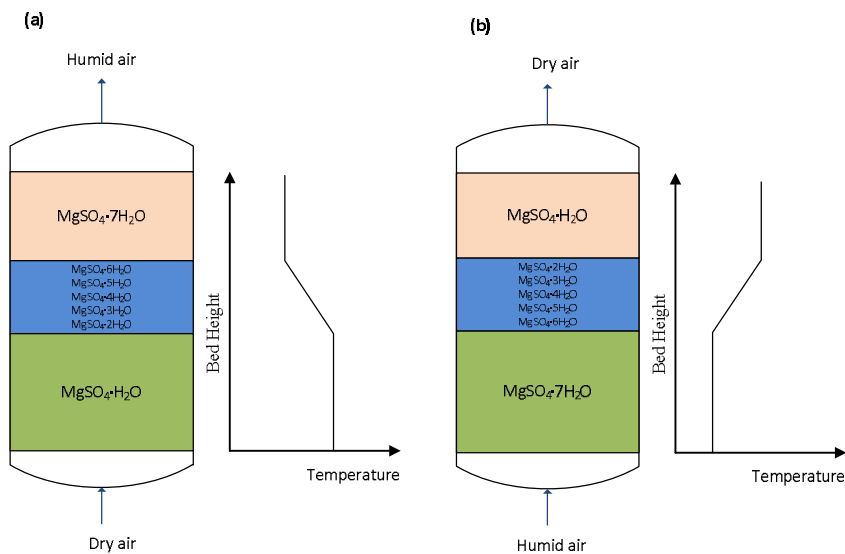 (a)
Humid air
MgSO₄•7H₂O
MgSO₄•6H₂O
MgSO₄•5H₂O
MgSO₄•4H₂O
MgSO₄•3H₂O
MgSO₄•2H₂O
MgSO₄•H₂O
Dry air
Bed Height
Temperature
(b)
Dry air
MgSO₄•H₂O
MgSO₄•2H₂O
MgSO₄•3H₂O
MgSO₄•4H₂O
MgSO₄•5H₂O
MgSO₄•6H₂O
MgSO₄•7H₂O
Humid air
Bed Height
Temperature